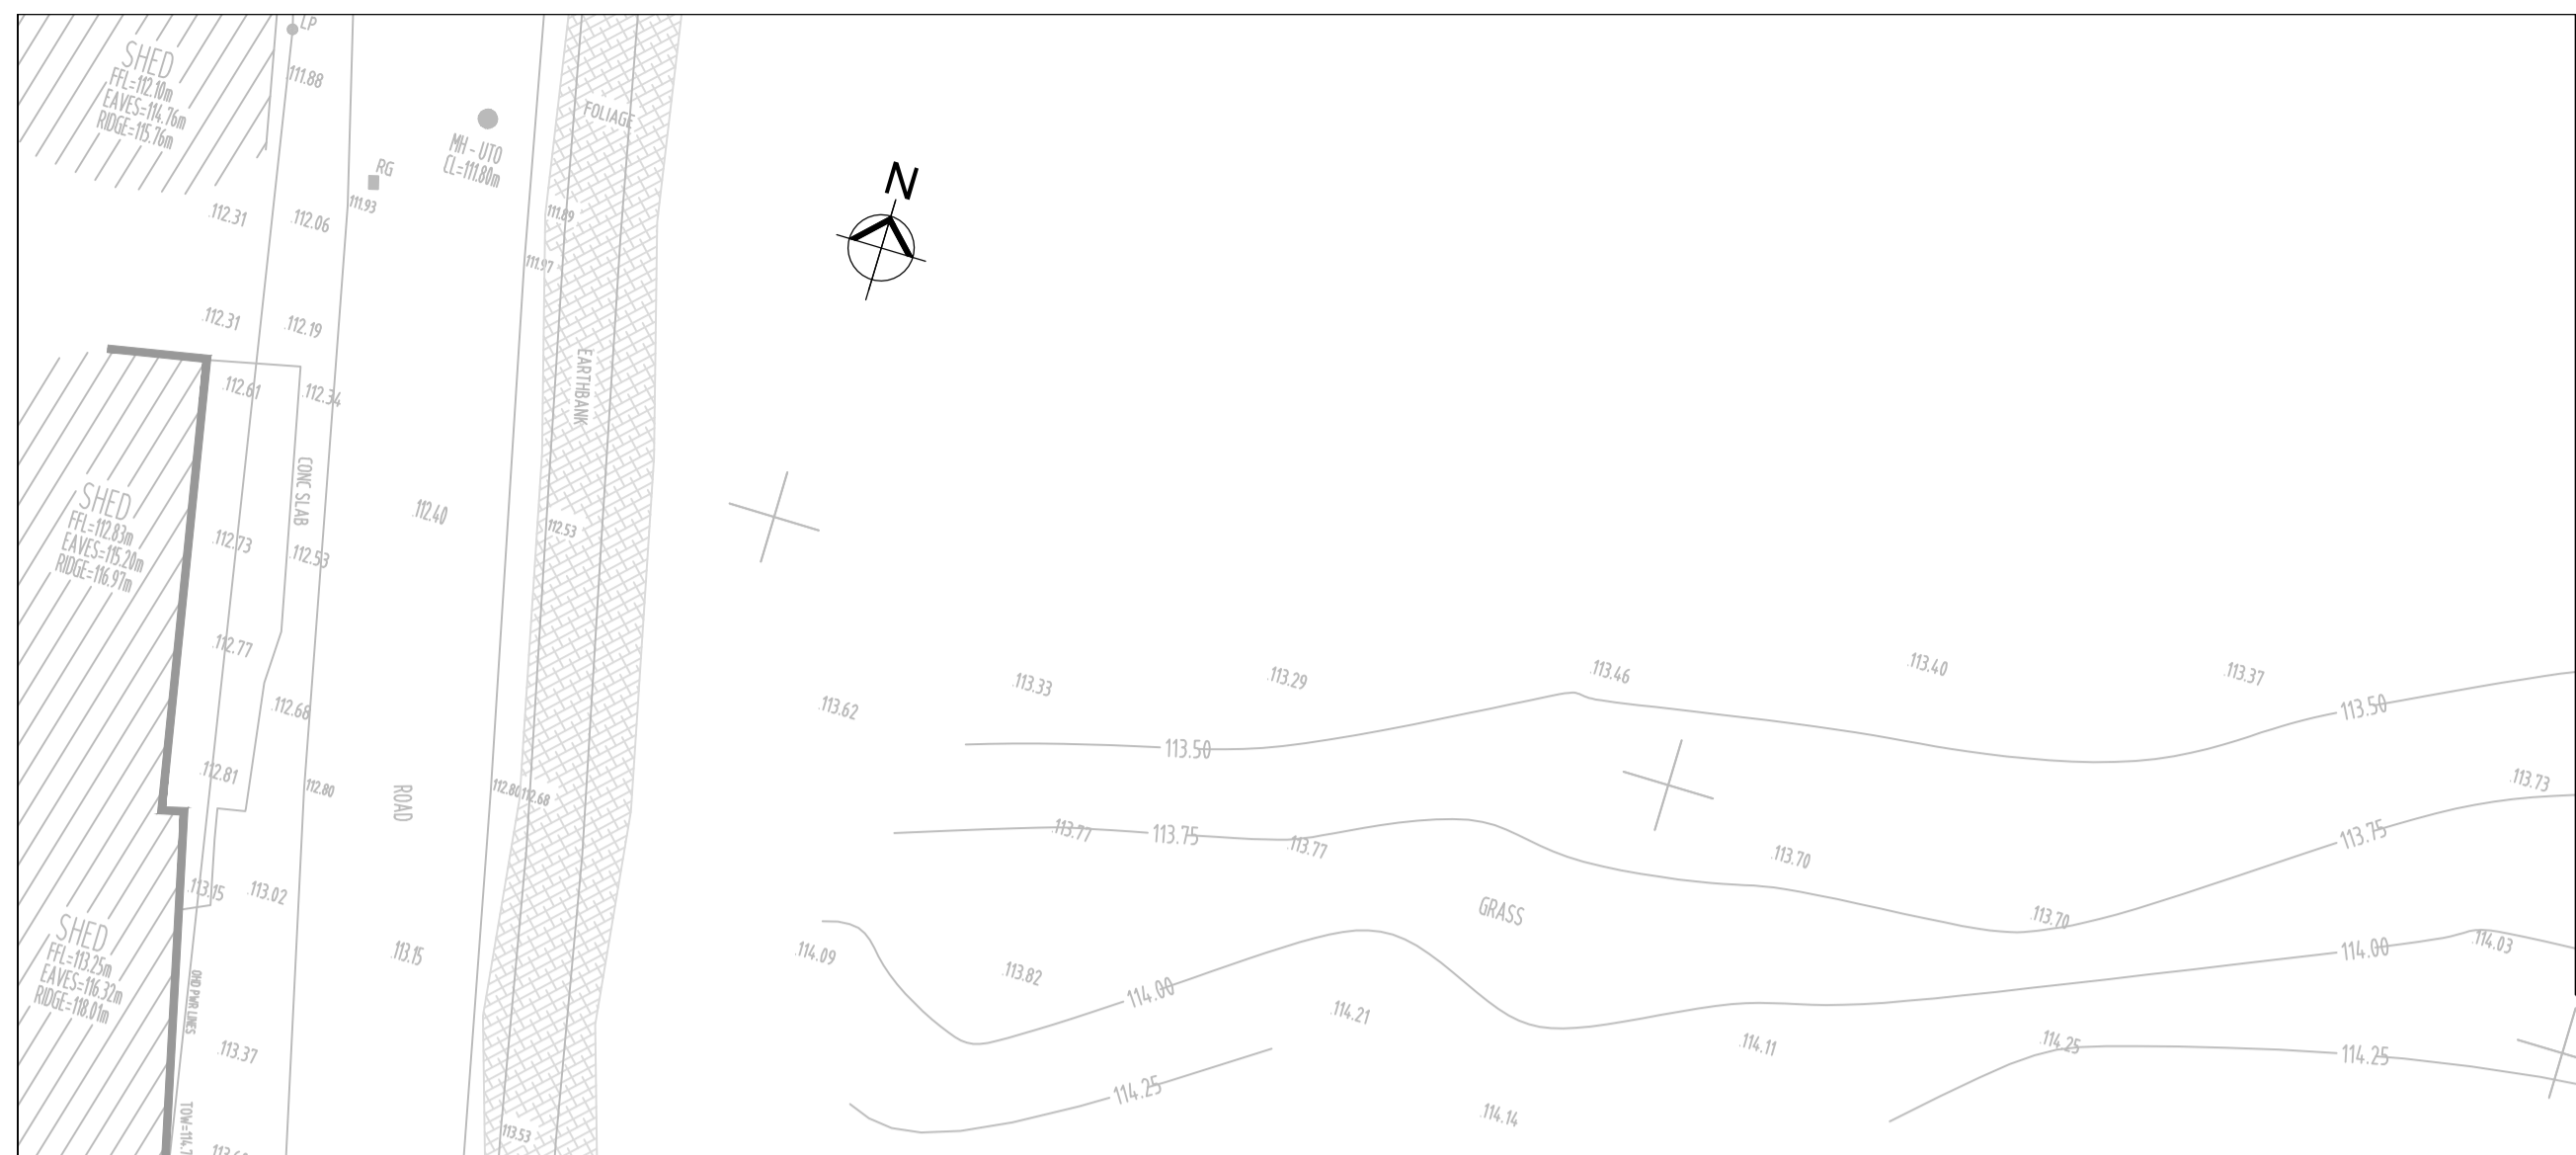 LP
SHED
FFL=112.10m
EAVES=114.76m
RIDGE=115.76m
.111.88
FOLIAGE
MH - UTO
CL=111.80m
RG
111.93
N
.112.31
.112.06
111.89
111.97
.112.31
.112.19
EARTHBANK
.112.61
.112.34
CONC SLAB
SHED
FFL=112.83m
EAVES=115.20m
RIDGE=116.97m
.112.40
.112.73
.112.53
112.53
.112.77
.112.68
.113.62
.113.33
.113.29
.113.46
.113.40
.113.37
113.50
113.50
.112.81
112.80
ROAD
112.80
112.68
.113.77
113.75
.113.77
.113.70
113.75
.113.73
.113.15
.113.02
GRASS
.113.70
SHED
FFL=113.25m
EAVES=116.32m
RIDGE=118.01m
.113.15
.114.09
.113.82
114.00
.114.21
114.00
.114.03
OHD PWR LINES
.113.37
.114.11
.114.25
114.25
114.25
.114.14
113.53